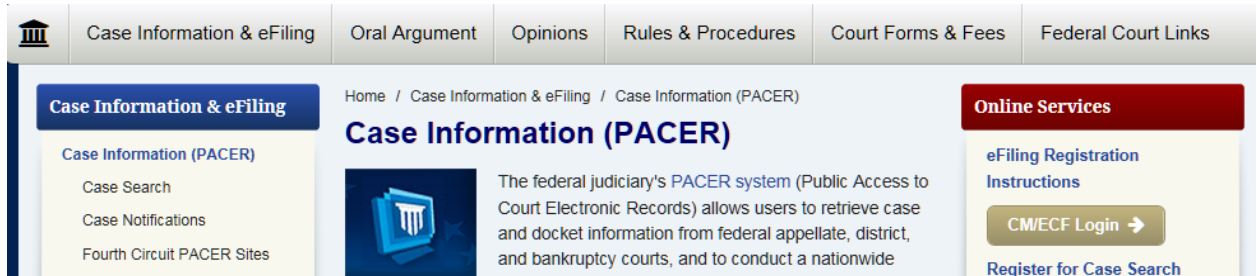 Case Information & eFiling Oral Argument Opinions Rules & Procedures Court Forms & Fees Federal Court Links
Case Information & eFiling
Case Information (PACER)
Case Search
Case Notifications
Fourth Circuit PACER Sites
Home / Case Information & eFiling / Case Information (PACER)
Case Information (PACER)
The federal judiciary's PACER system (Public Access to
Court Electronic Records) allows users to retrieve case
and docket information from federal appellate, district,
and bankruptcy courts, and to conduct a nationwide
Online Services
eFiling Registration
Instructions
CM/ECF Login
Register for Case Search